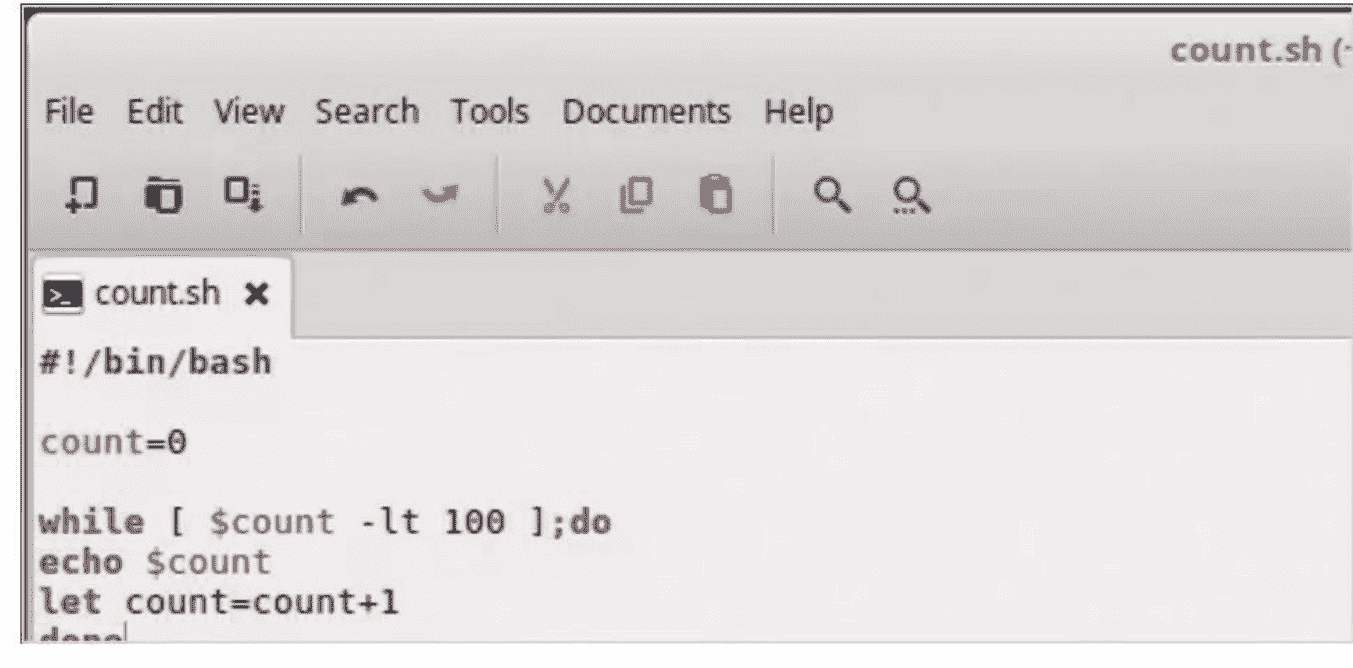 count.sh (
File Edit View Search Tools Documents Help
count.sh
#!/bin/bash
count=0
while [ $count -lt 100 ];do
echo $count
let count=count+1
done